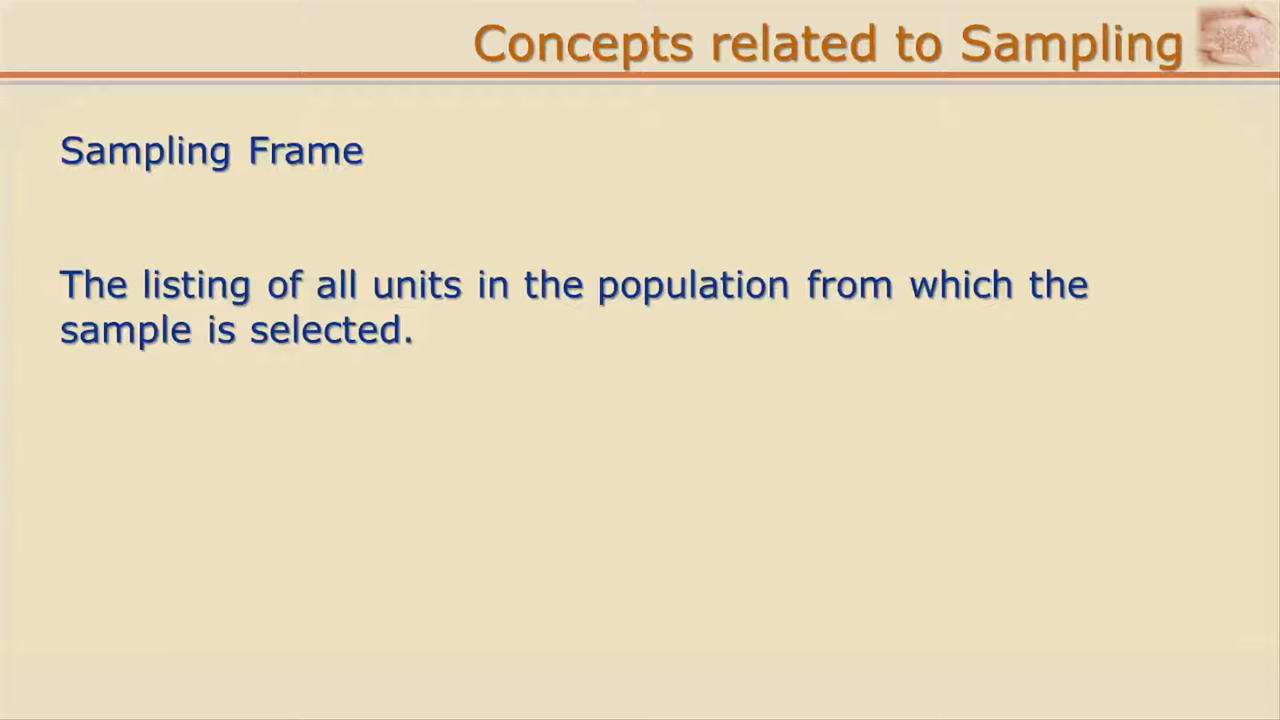 Concepts related to Sampling
Sampling Frame
The listing of all units in the population from which the
sample is selected.